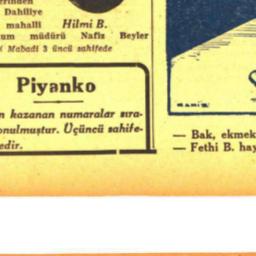 Dahiliye
mahalli Hilmi B.
um müdürü Nafiz Beyler
Mabadi 3 üncü sahifede
Piyanko
n kazanan numaralar sıra-
onulmuştur. Üçüncü sahife-
edir.
— Bak, ekmek
— Fethi B. hay